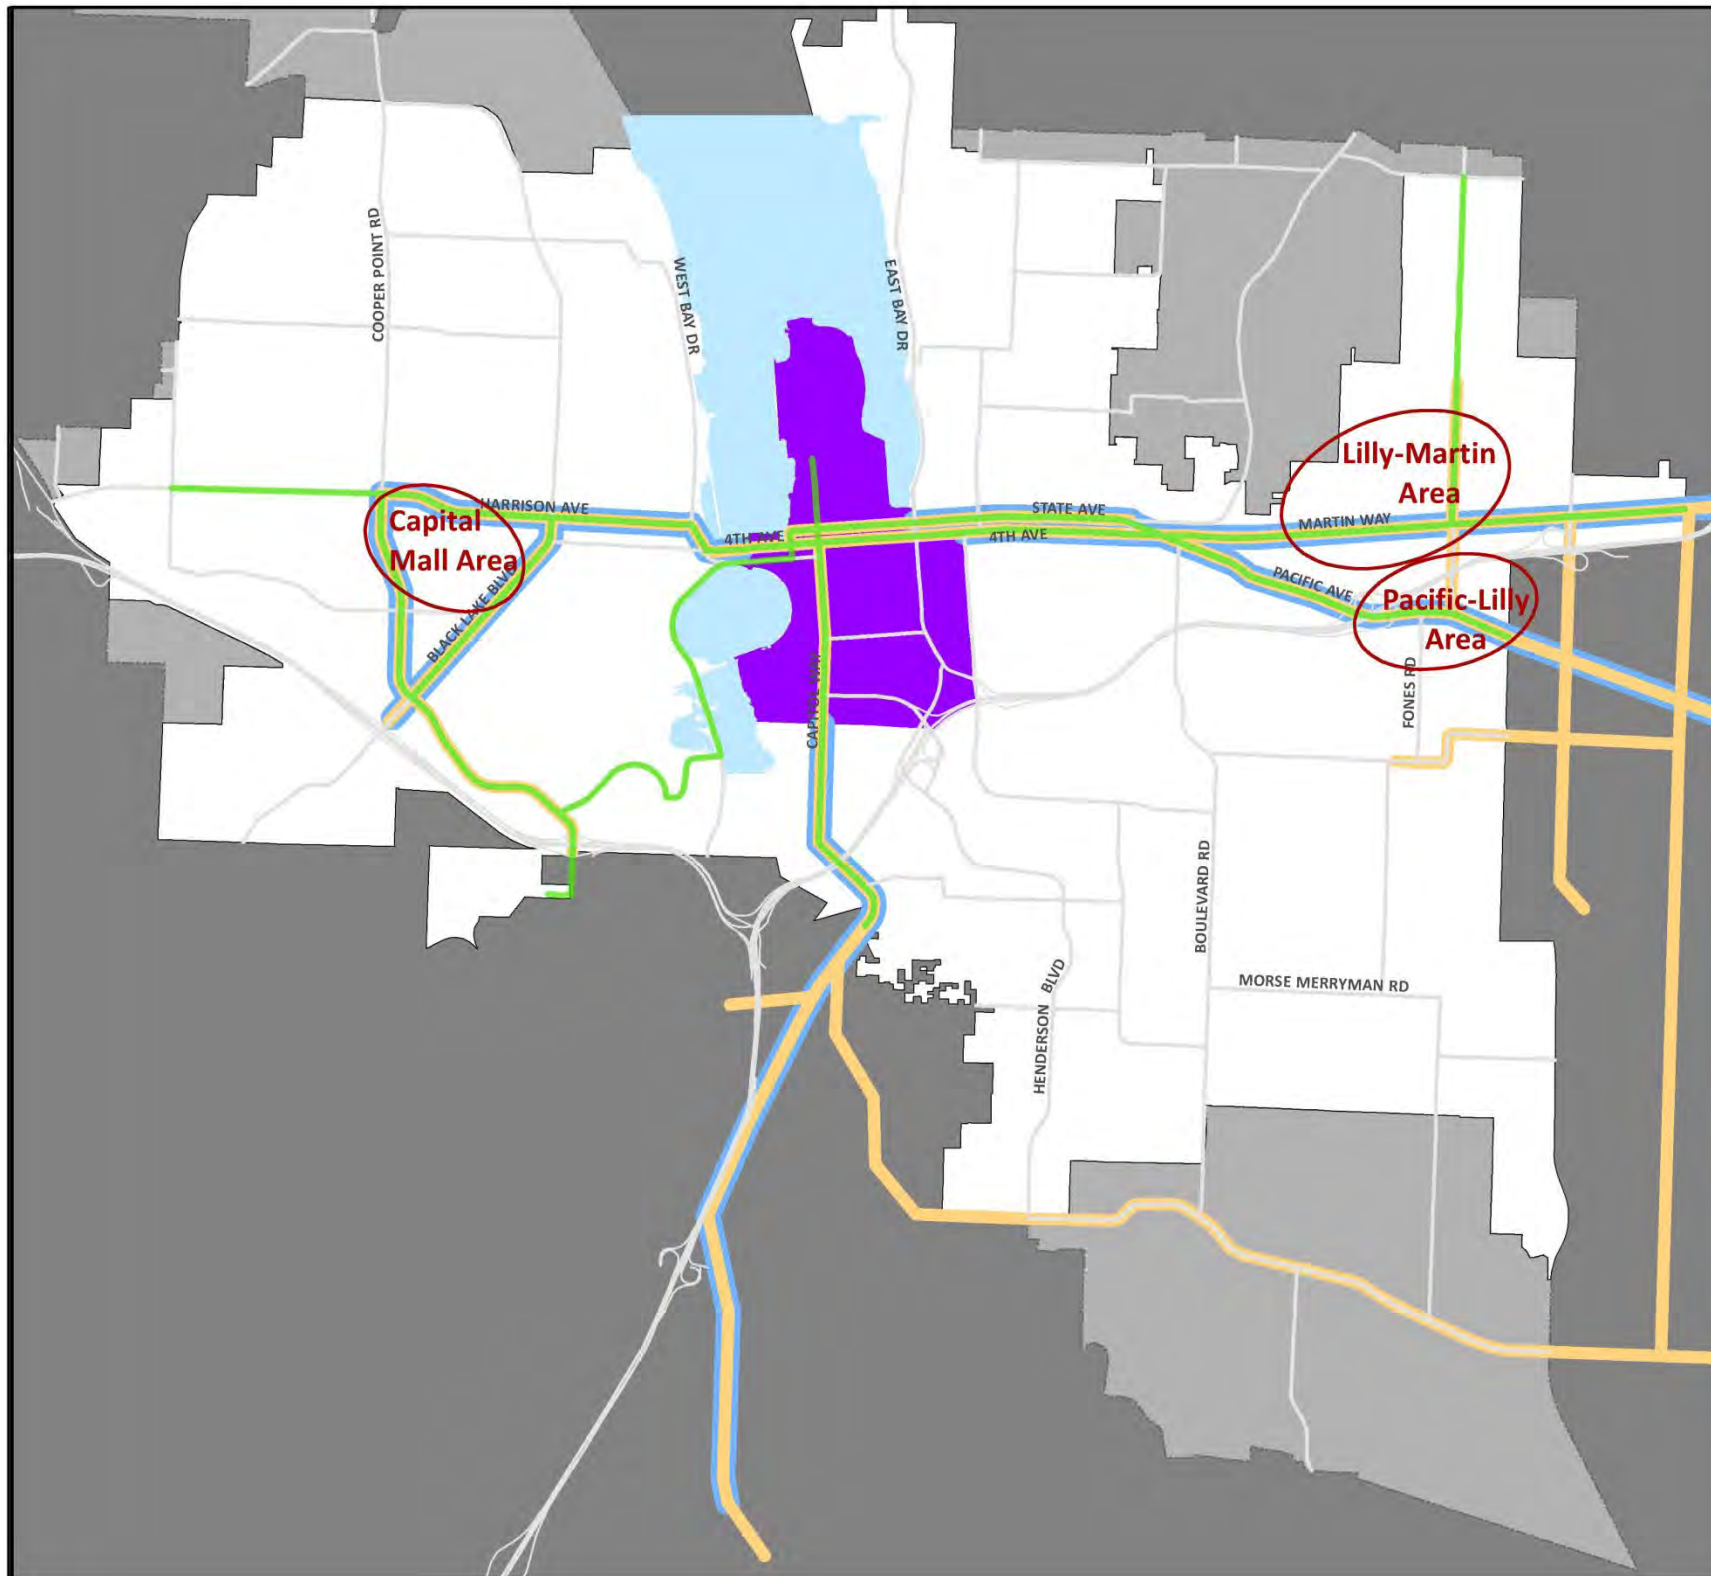 COOPER POINT RD
WEST BAY DR
EAST BAY DR
Lilly-Martin
Area
HARRISON AVE
Capital
Mall Area
STATE AVE
4TH AVE
4TH AVE
MARTIN WAY
PACIFIC AVE
Pacific-Lilly
Area
BLACK LAKE BLVD
CAPITOL WAY
FONES RD
BOULEVARD RD
HENDERSON BLVD
MORSE MERRYMAN RD